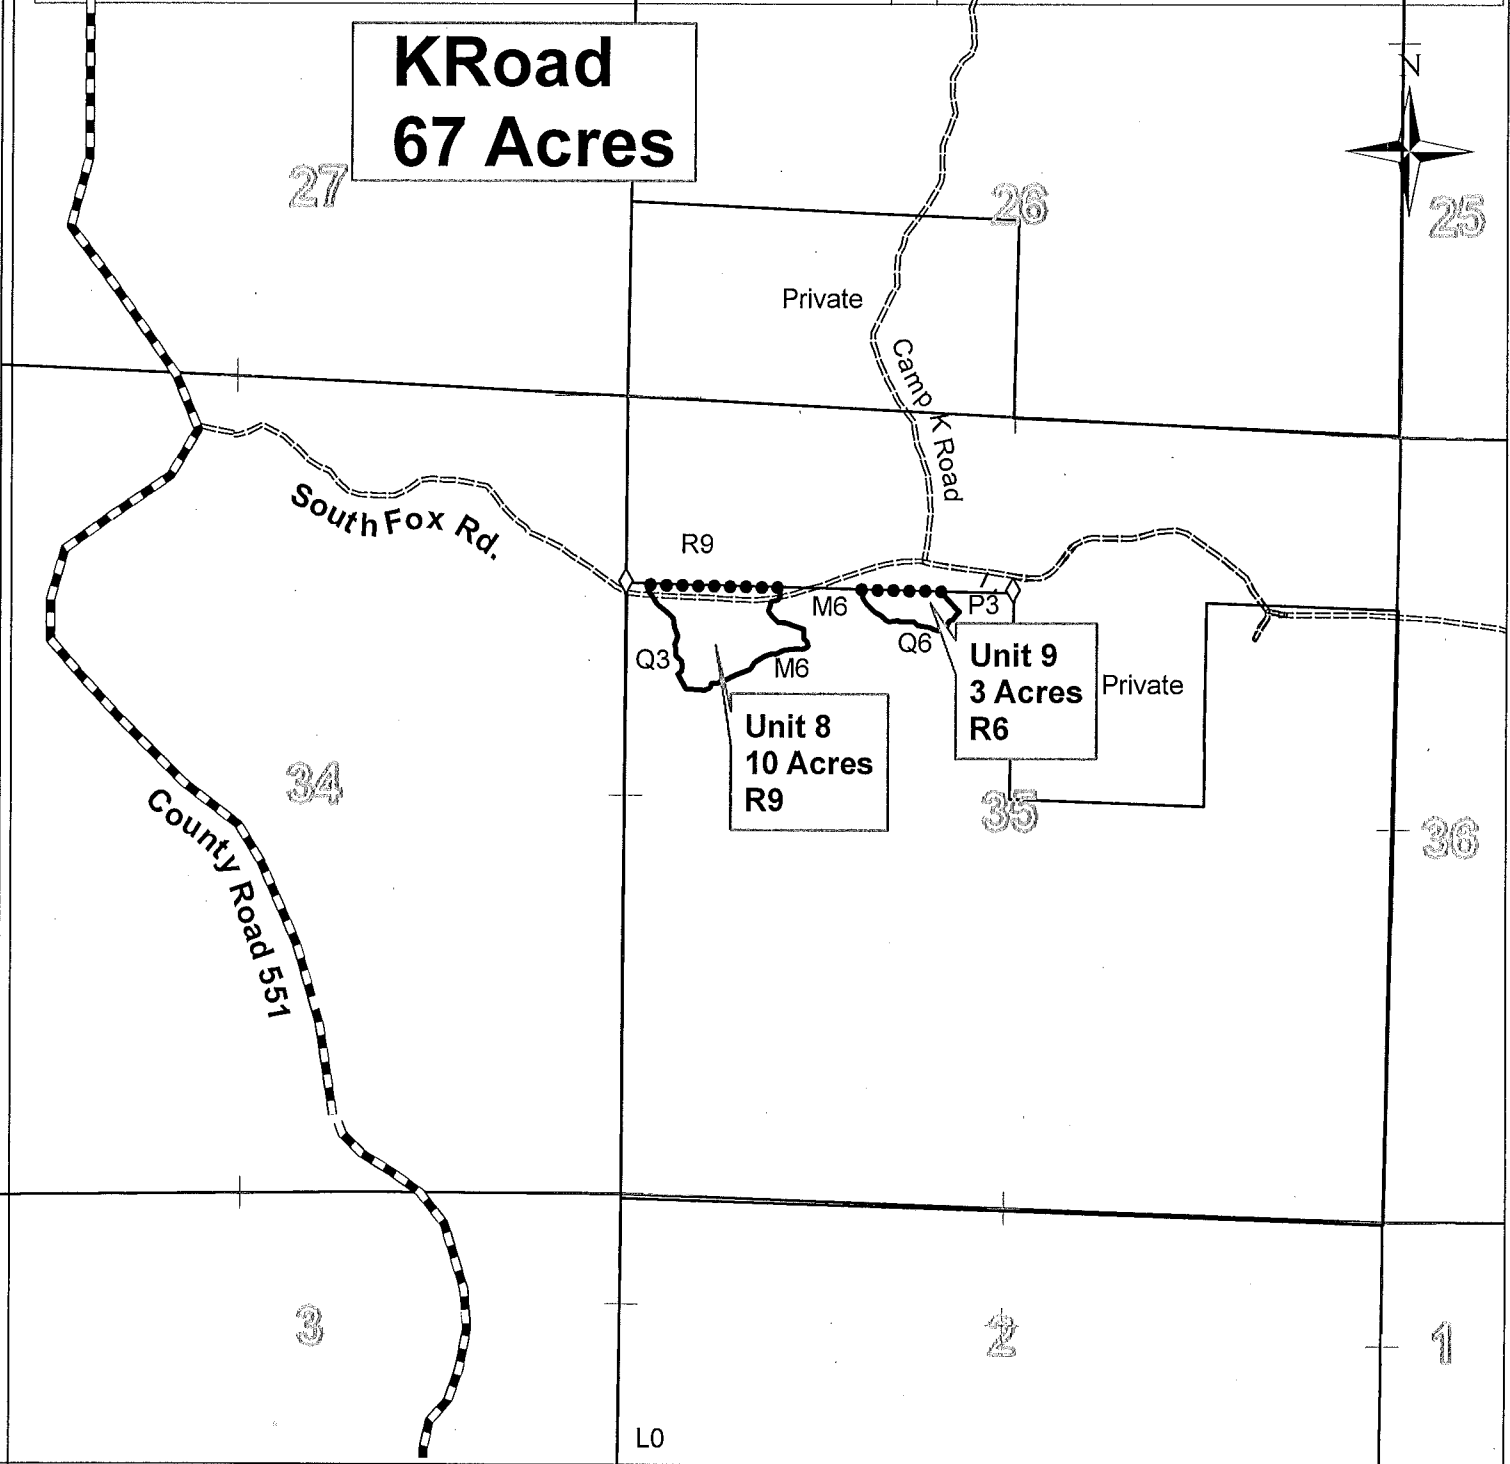 KRoad
67 Acres
N
27
26
25
Private
Camp K Road
South Fox Rd.
R9
M6
P3
Q6
Q3
M6
Unit 9
3 Acres
R6
Private
Unit 8
10 Acres
R9
34
35
36
County Road 551
3
2
1
L0